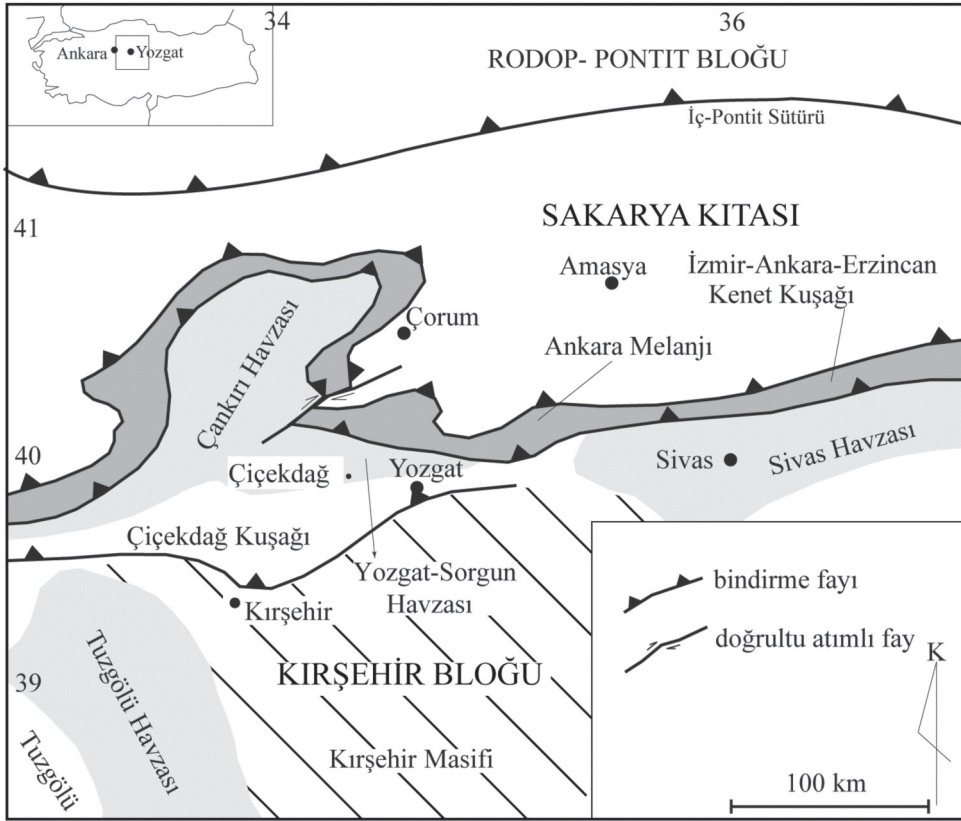 34
36
Ankara
Yozgat
RODOP- PONTIT BLOĞU
İç-Pontit Sütürü
41
SAKARYA KITASI
Amasya
İzmir-Ankara-Erzincan
Kenet Kuşağı
Çorum
Ankara Melanjı
Çankırı Havzası
40
Çiçekdağ
Yozgat
Sivas
Sivas Havzası
Çiçekdağ Kuşağı
Yozgat-Sorgun
Havzası
Kırşehir
bindirme fayı
doğrultu atımlı fay
K
39
KIRŞEHİR BLOĞU
Tuzgölü Havzası
Tuzgölü
Kırşehir Masifi
100 km